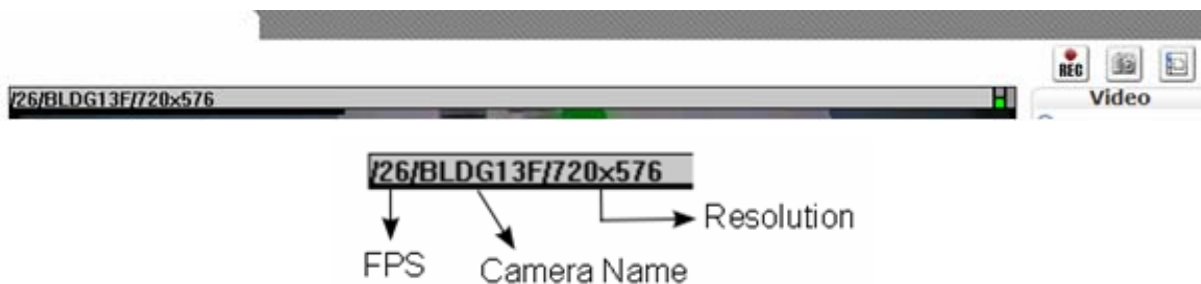 REC
/26/BLDG13F/720x576
Video
/26/BLDG13F/720x576
Resolution
FPS
Camera Name